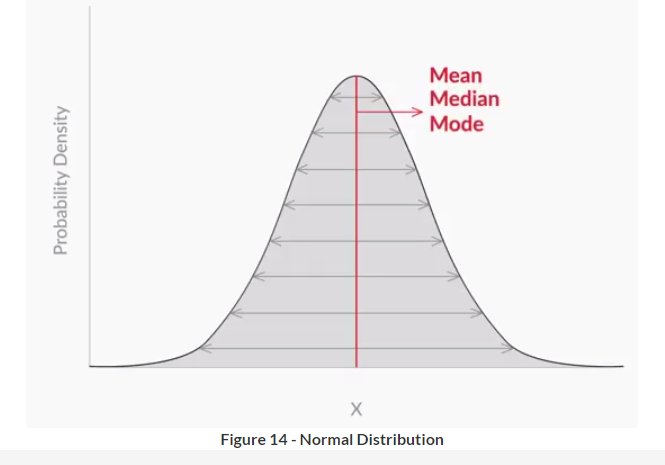 Probability Density
Mean
Median
Mode
X
Figure 14 - Normal Distribution